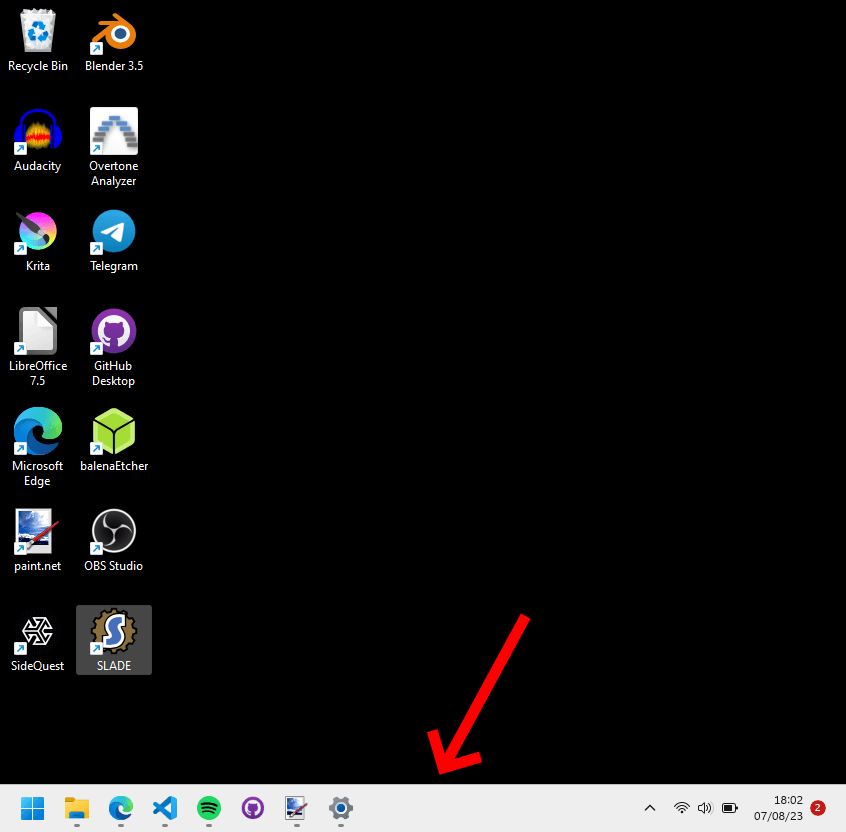 Recycle Bin
Blender 3.5
Audacity
Overtone
Analyzer
Krita
Telegram
LibreOffice
7.5
GitHub
Desktop
Microsoft
Edge
balenaEtcher
paint.net
OBS Studio
SideQuest
SLADE
18:02
07/08/23
2